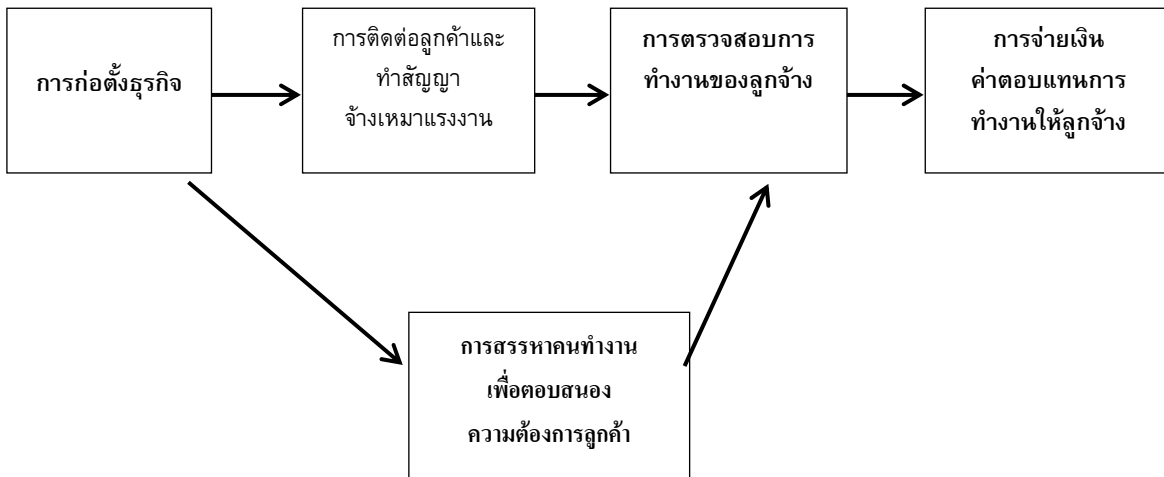 การก่อตั้งธุรกิจ
การติดต่อลูกค้าและ
ทำสัญญา
จ้างเหมาแรงงาน
การตรวจสอบการ
ทำงานของลูกจ้าง
การจ่ายเงิน
ค่าตอบแทนการ
ทำงานให้ลูกจ้าง
การสรรหาคนทำงาน
เพื่อตอบสนอง
ความต้องการลูกค้า